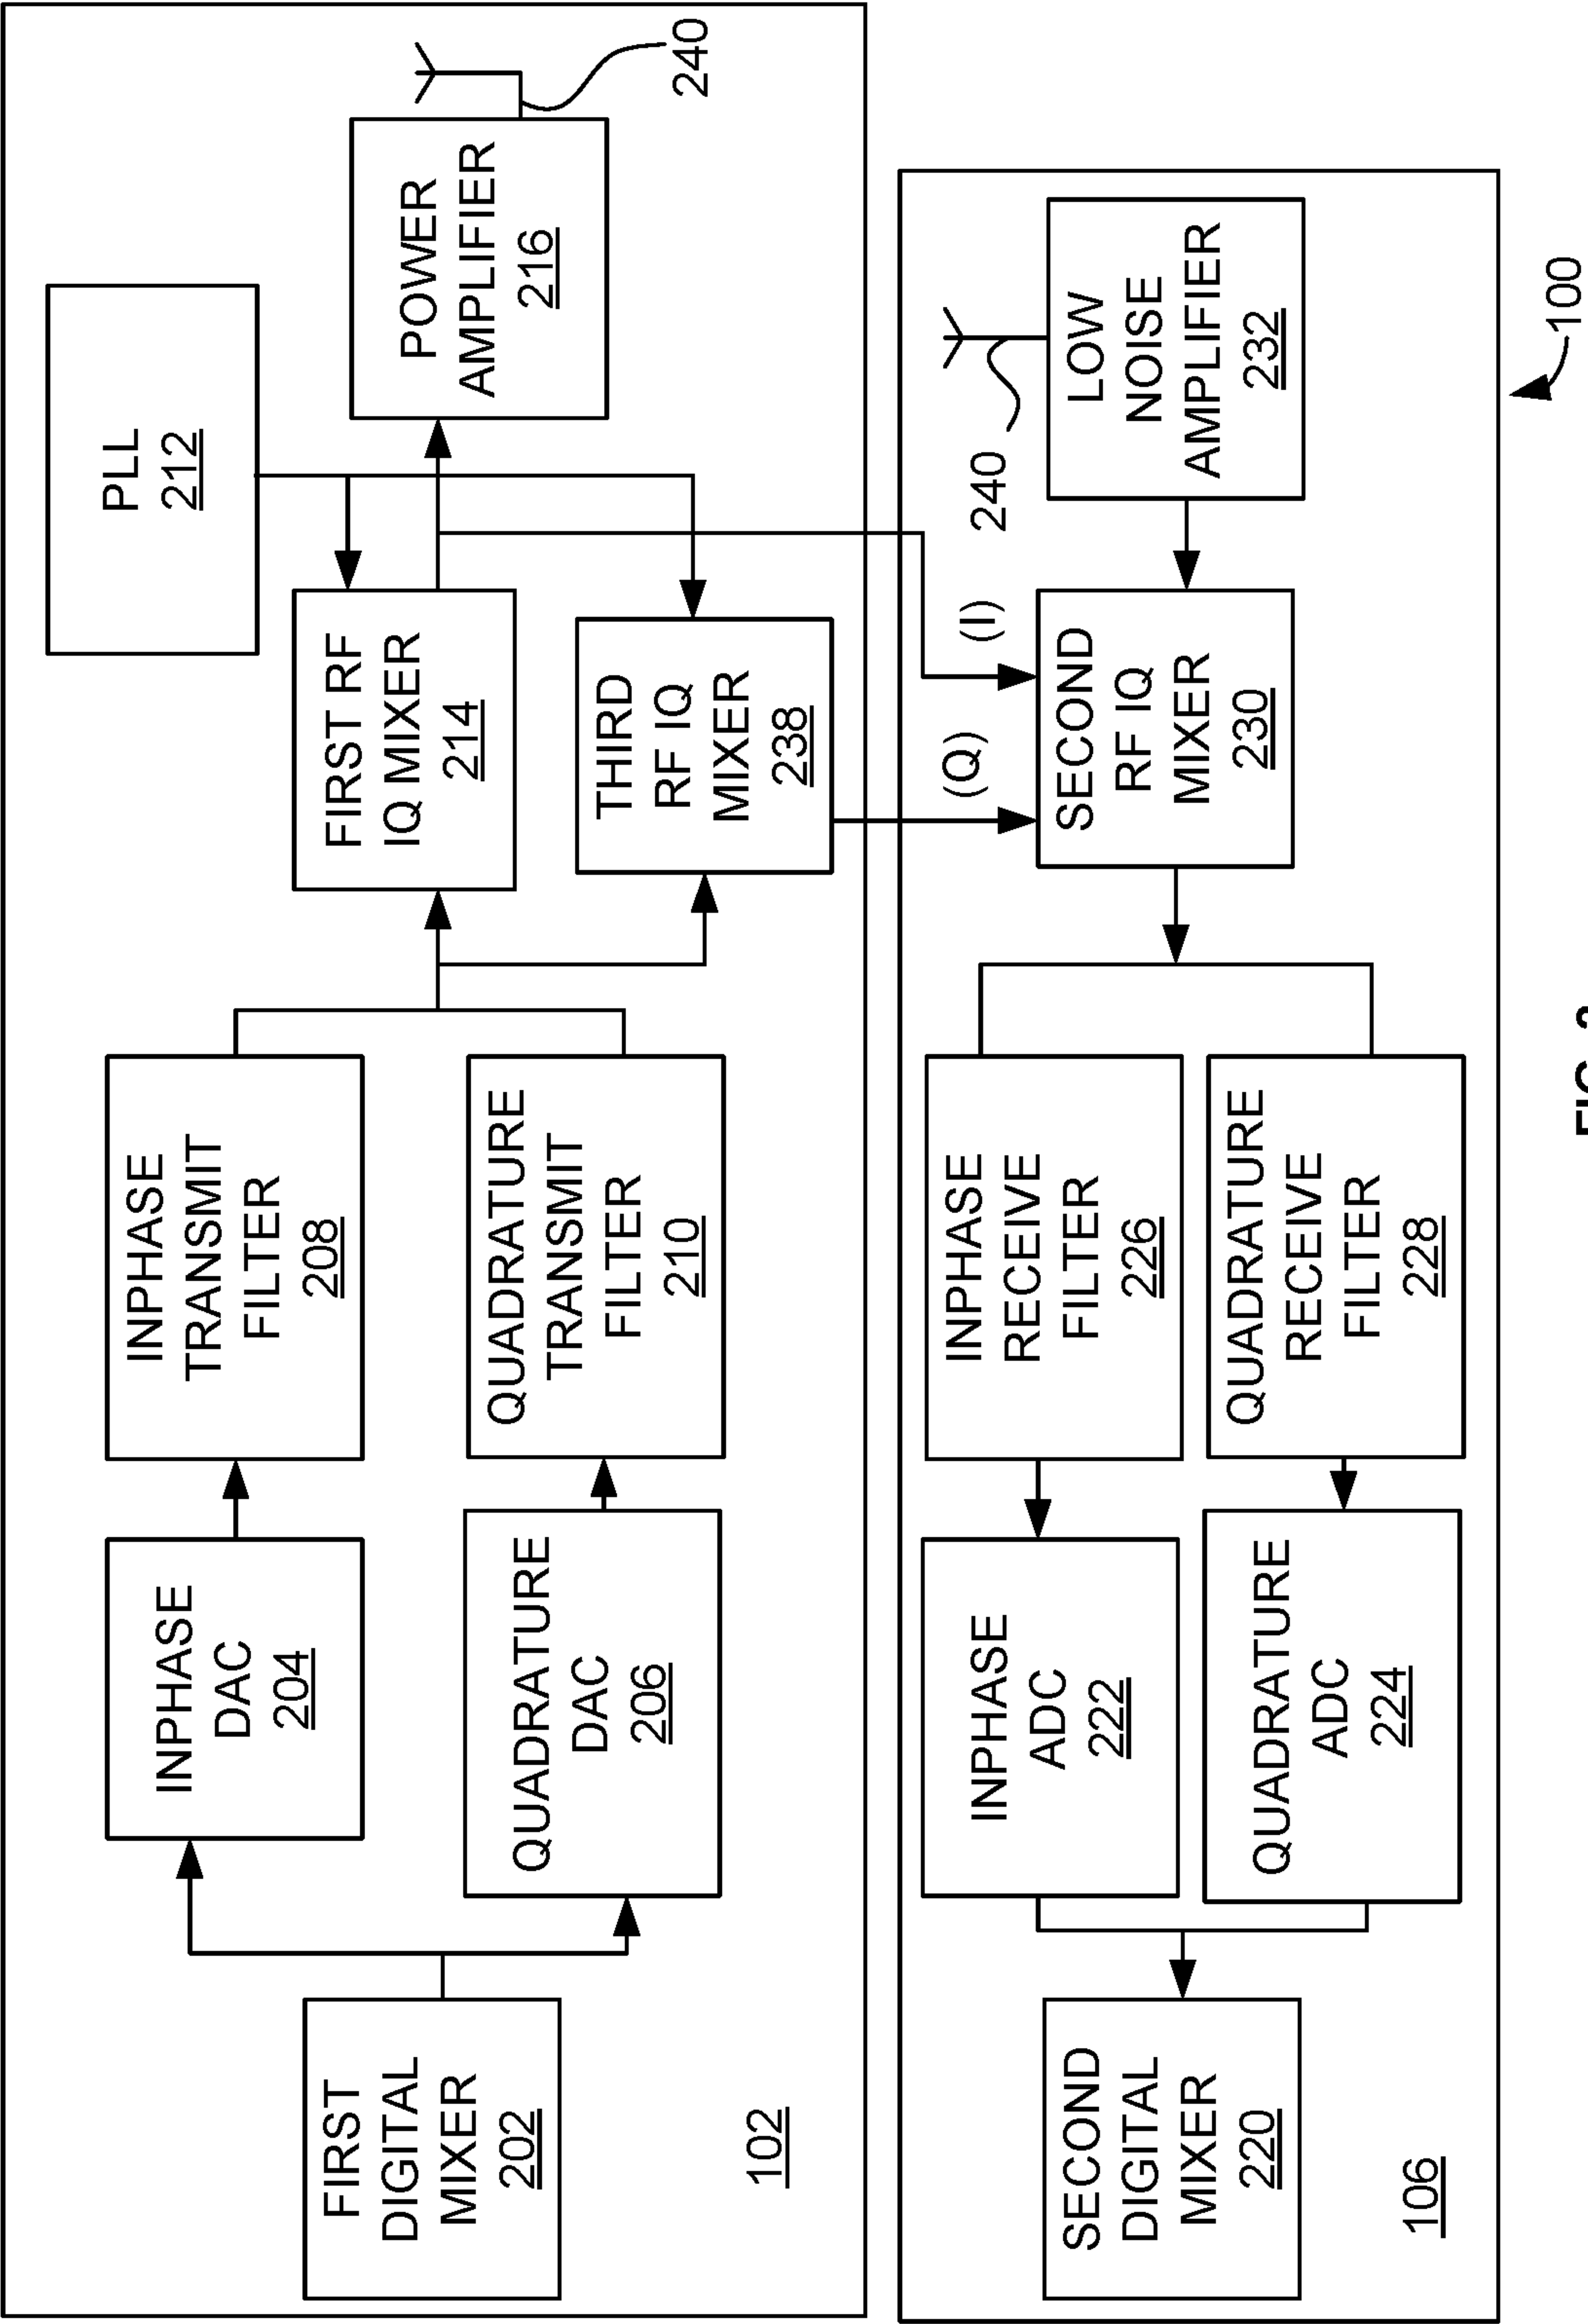 PLL
212
240
POWER
AMPLIFIER
216
FIRST RF
IQ MIXER
214
THIRD
RF IQ
MIXER
238
INPHASE
TRANSMIT
FILTER
208
QUADRATURE
TRANSMIT
FILTER
210
INPHASE
DAC
204
QUADRATURE
DAC
206
FIRST
DIGITAL
MIXER
202
102
SECOND
DIGITAL
MIXER
220
106
INPHASE
ADC
222
QUADRATURE
ADC
224
INPHASE
RECEIVE
FILTER
226
QUADRATURE
RECEIVE
FILTER
228
(Q)
(I)
SECOND
RF IQ
MIXER
230
240
LOW
NOISE
AMPLIFIER
232
100
FIG.